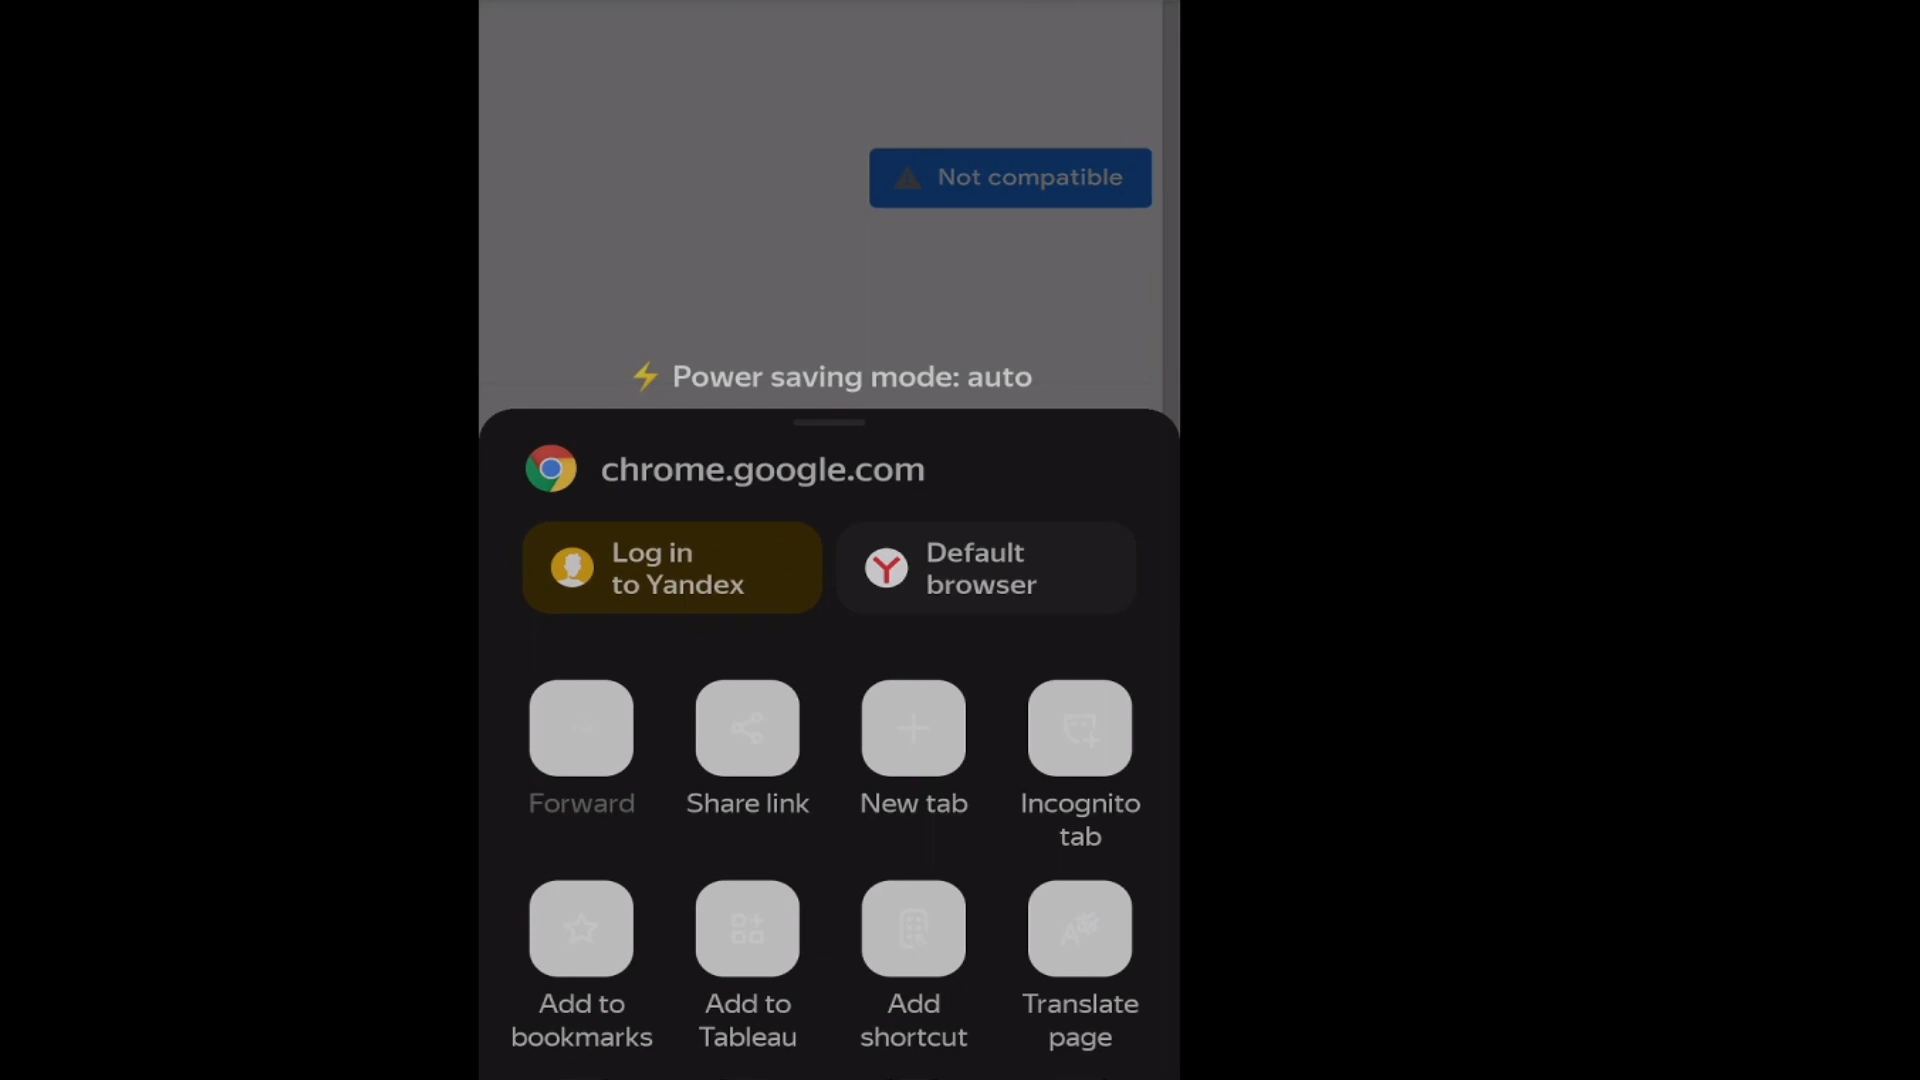 Not compatible
⚡ Power saving mode: auto
chrome.google.com
Log in
to Yandex
Default
browser
Forward
Share link
New tab
Incognito
tab
Add to
bookmarks
Add to
Tableau
Add
shortcut
Translate
page